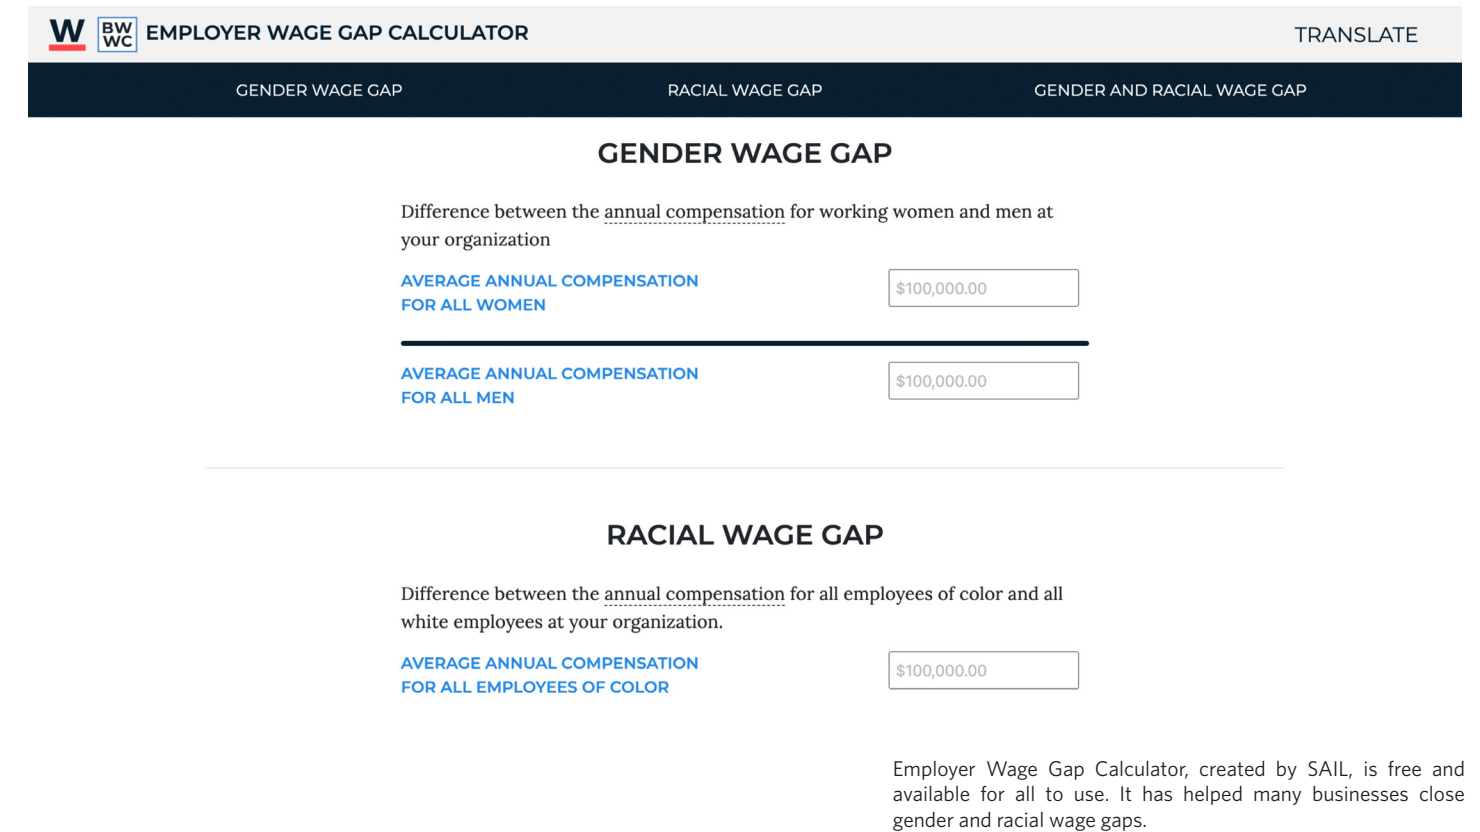 W BW WC EMPLOYER WAGE GAP CALCULATOR TRANSLATE
GENDER WAGE GAP RACIAL WAGE GAP GENDER AND RACIAL WAGE GAP
GENDER WAGE GAP
Difference between the annual compensation for working women and men at
your organization
AVERAGE ANNUAL COMPENSATION
FOR ALL WOMEN
$100,000.00
AVERAGE ANNUAL COMPENSATION
FOR ALL MEN
$100,000.00
RACIAL WAGE GAP
Difference between the annual compensation for all employees of color and all
white employees at your organization.
AVERAGE ANNUAL COMPENSATION
FOR ALL EMPLOYEES OF COLOR
$100,000.00
Employer Wage Gap Calculator, created by SAIL, is free and
available for all to use. It has helped many businesses close
gender and racial wage gaps.